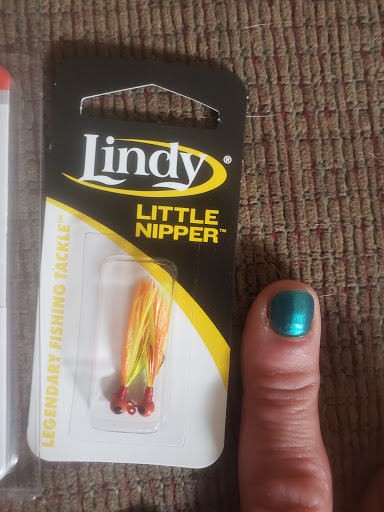 Lindy®
LITTLE
NIPPER™
LEGENDARY FISHING TACKLE™